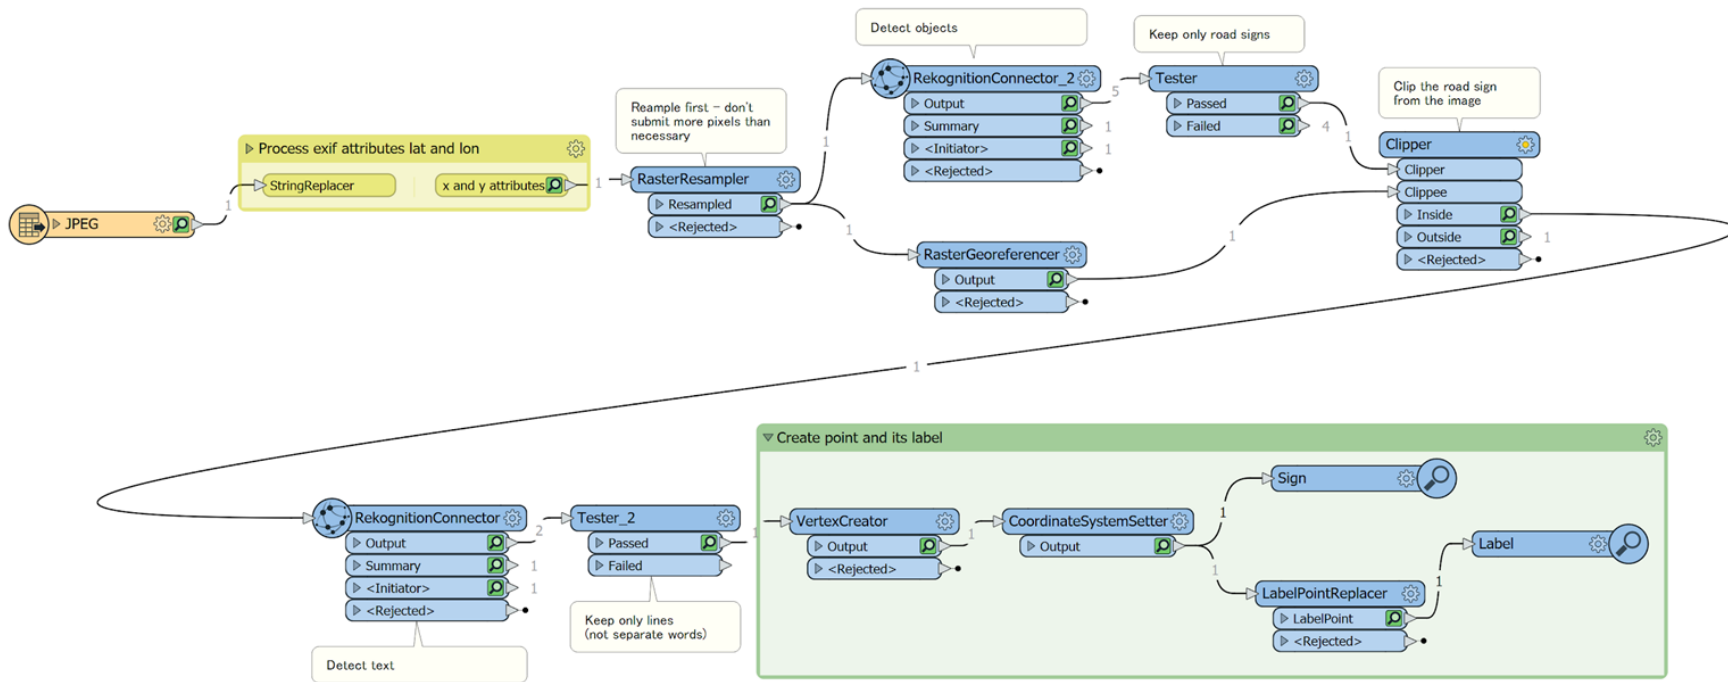 Detect objects
Keep only road signs
RekognitionConnector_2
Tester
Output
5
Passed
Clip the road sign
from the image
Reample first - don't
submit more pixels than
necessary
Summary
1
Failed
4
1
1
<Initiator>
1
Clipper
Process exif attributes lat and lon
<Rejected>
Clipper
StringReplacer
x and y attributes
1
RasterResampler
Clippee
1
Resampled
Inside
JPEG
<Rejected>
1
1
Outside
1
RasterGeoreferencer
<Rejected>
Output
<Rejected>
1
Create point and its label
Sign
RekognitionConnector
Tester_2
1
VertexCreator
CoordinateSystemSetter
1
Output
2
Passed
Output
1
Output
Label
Summary
1
Failed
<Rejected>
1
1
<Initiator>
1
LabelPointReplacer
<Rejected>
Keep only lines
(not separate words)
LabelPoint
<Rejected>
Detect text